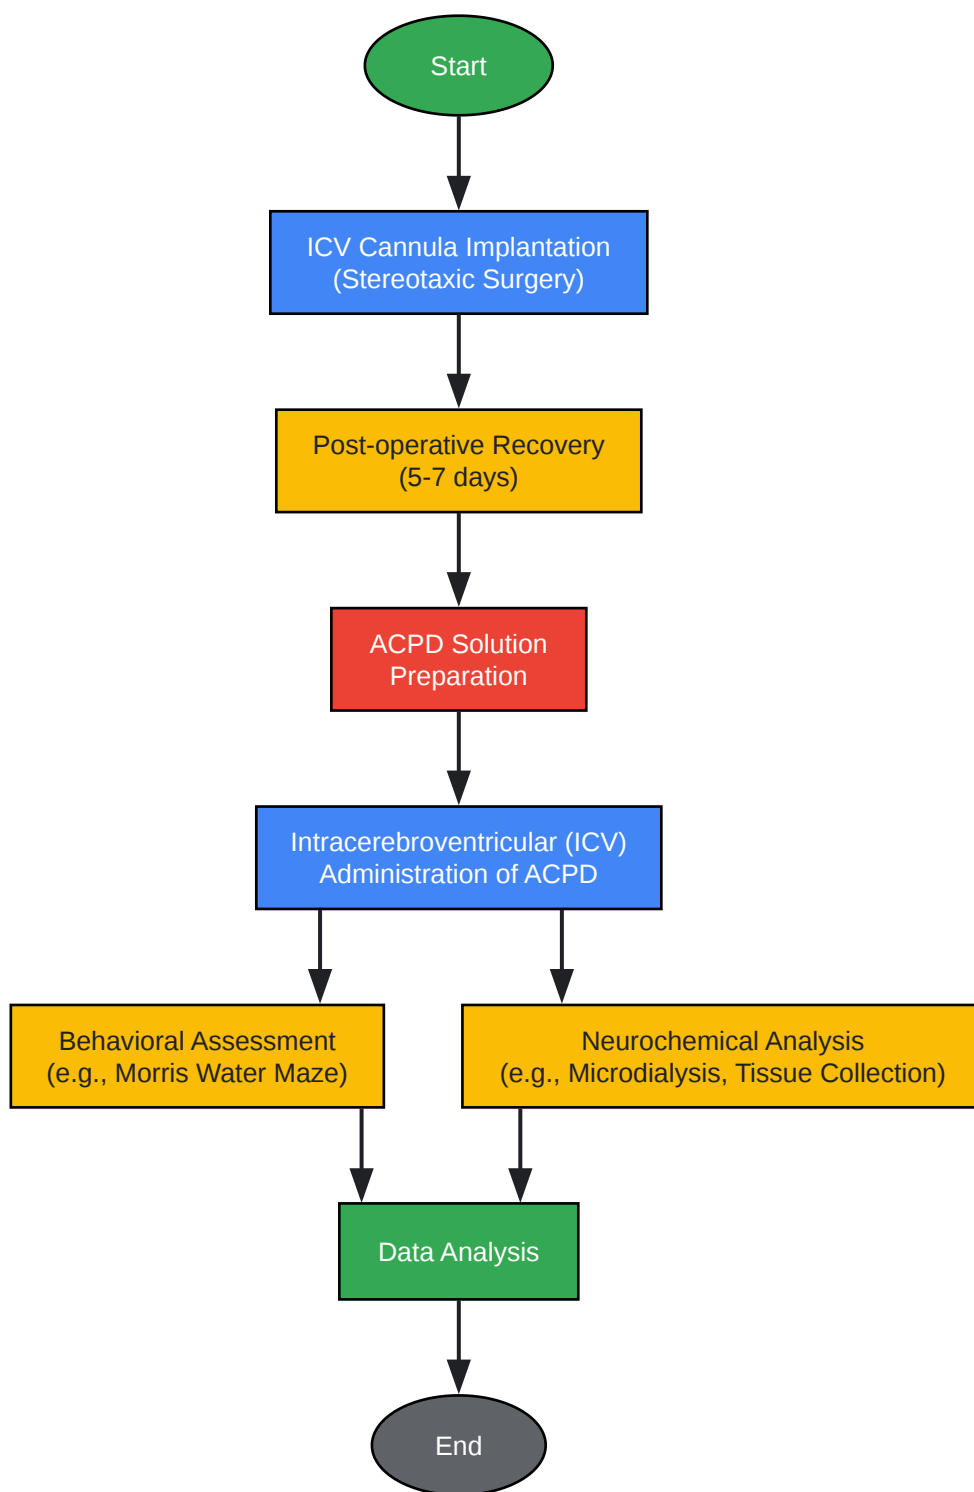 Start
ICV Cannula Implantation
(Stereotaxic Surgery)
Post-operative Recovery
(5-7 days)
ACPD Solution
Preparation
Intracerebroventricular (ICV)
Administration of ACPD
Behavioral Assessment
(e.g., Morris Water Maze)
Neurochemical Analysis
(e.g., Microdialysis, Tissue Collection)
Data Analysis
End